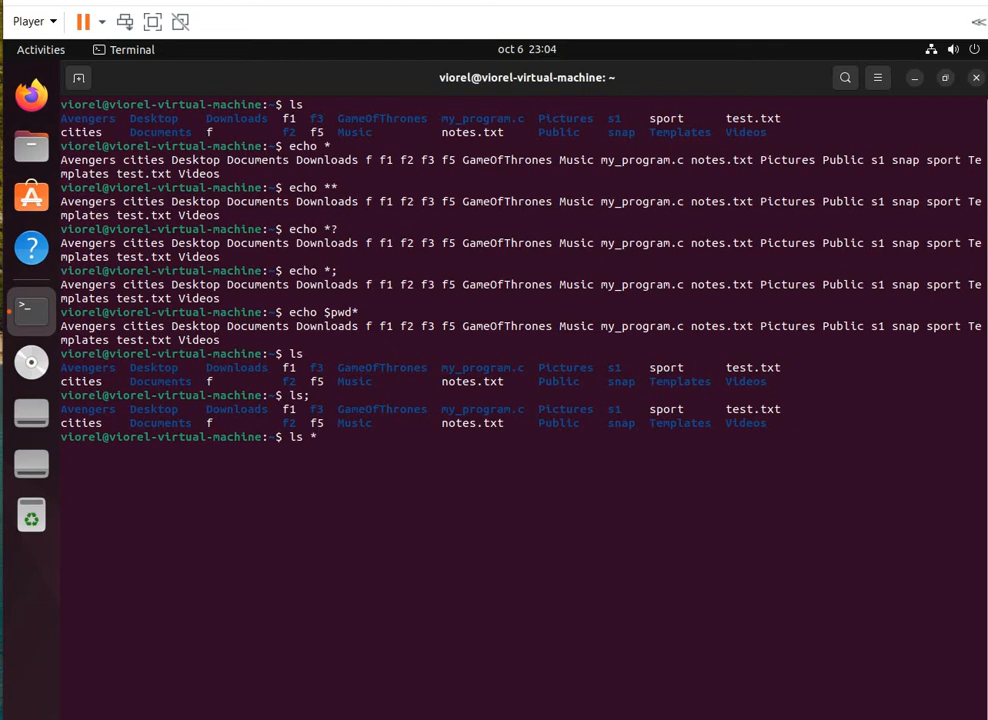 Player
Activities Terminal oct 6 23:04
viorel@viorel-virtual-machine: ~
viorel@viorel-virtual-machine:~$ ls
Avengers Desktop Downloads f1 f3 GameOfThrones my_program.c Pictures s1 sport test.txt
cities Documents f f2 f5 Music notes.txt Public snap Templates Videos
viorel@viorel-virtual-machine:~$ echo *
Avengers cities Desktop Documents Downloads f f1 f2 f3 f5 GameOfThrones Music my_program.c notes.txt Pictures Public s1 snap sport Te
mplates test.txt Videos
viorel@viorel-virtual-machine:~$ echo **
Avengers cities Desktop Documents Downloads f f1 f2 f3 f5 GameOfThrones Music my_program.c notes.txt Pictures Public s1 snap sport Te
mplates test.txt Videos
viorel@viorel-virtual-machine:~$ echo *?
Avengers cities Desktop Documents Downloads f f1 f2 f3 f5 GameOfThrones Music my_program.c notes.txt Pictures Public s1 snap sport Te
mplates test.txt Videos
viorel@viorel-virtual-machine:~$ echo *;
Avengers cities Desktop Documents Downloads f f1 f2 f3 f5 GameOfThrones Music my_program.c notes.txt Pictures Public s1 snap sport Te
mplates test.txt Videos
viorel@viorel-virtual-machine:~$ echo $pwd*
Avengers cities Desktop Documents Downloads f f1 f2 f3 f5 GameOfThrones Music my_program.c notes.txt Pictures Public s1 snap sport Te
mplates test.txt Videos
viorel@viorel-virtual-machine:~$ ls
Avengers Desktop Downloads f1 f3 GameOfThrones my_program.c Pictures s1 sport test.txt
cities Documents f f2 f5 Music notes.txt Public snap Templates Videos
viorel@viorel-virtual-machine:~$ ls;
Avengers Desktop Downloads f1 f3 GameOfThrones my_program.c Pictures s1 sport test.txt
cities Documents f f2 f5 Music notes.txt Public snap Templates Videos
viorel@viorel-virtual-machine:~$ ls *